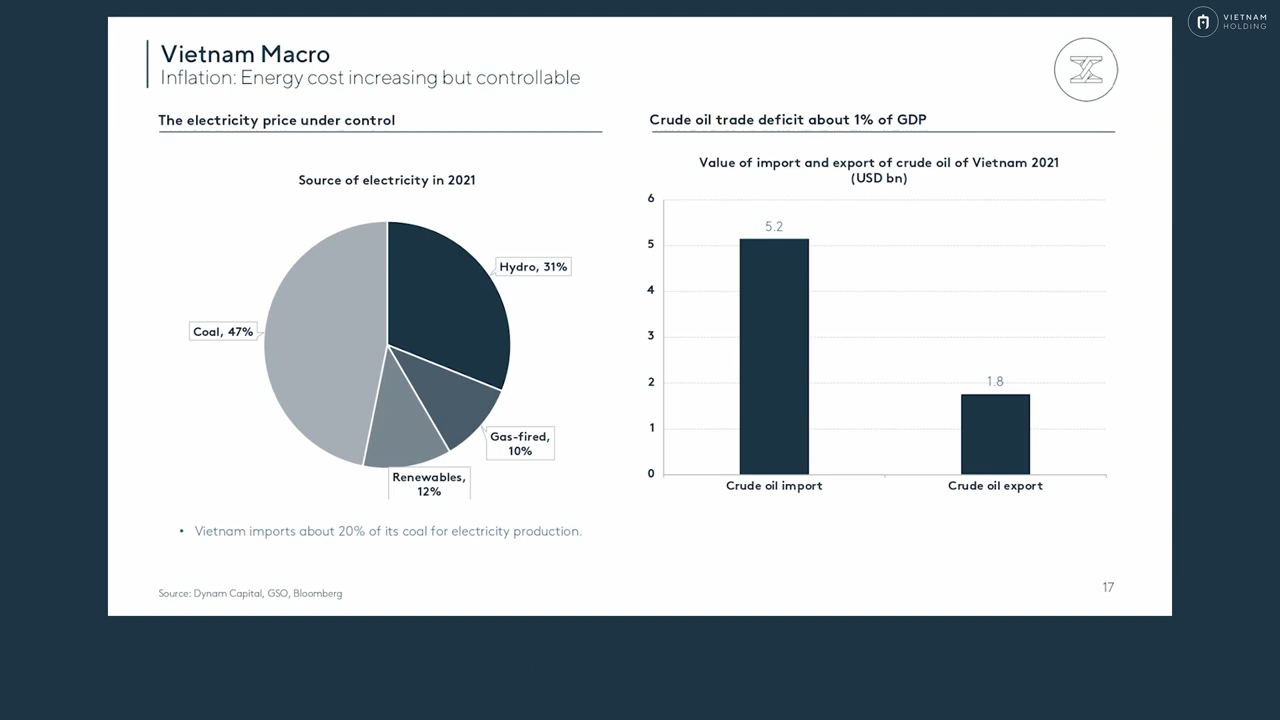 VIETNAM
HOLDING
Vietnam Macro
Inflation: Energy cost increasing but controllable
The electricity price under control
Source of electricity in 2021
Hydro, 31%
Coal, 47%
Gas-fired,
10%
Renewables,
12%
• Vietnam imports about 20% of its coal for electricity production.
Crude oil trade deficit about 1% of GDP
Value of import and export of crude oil of Vietnam 2021
(USD bn)
6
5
4
3
2
1
0
5.2
1.8
Crude oil import
Crude oil export
Source: Dynam Capital, GSO, Bloomberg
17